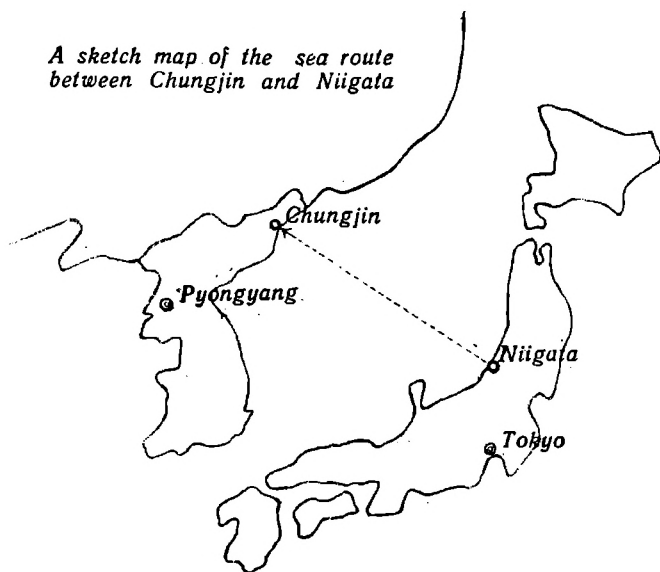 A sketch map of the sea route
between Chungjin and Niigata
Chungjin
Pyongyang
Niigata
Tokyo